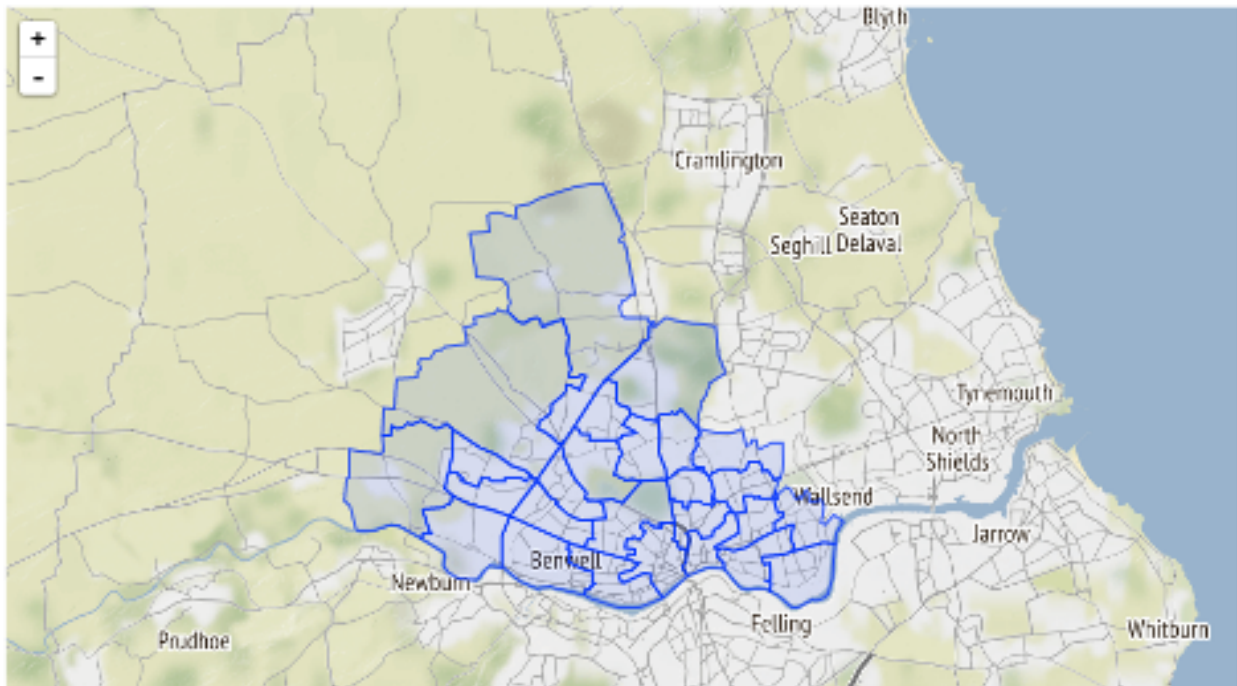 +
-
Blyth
Cramlington
Seaton
Seghill Delaval
Tynemouth
North
Shields
Wallsend
Jarrow
Benwell
Newburn
Felling
Prudhoe
Whitburn